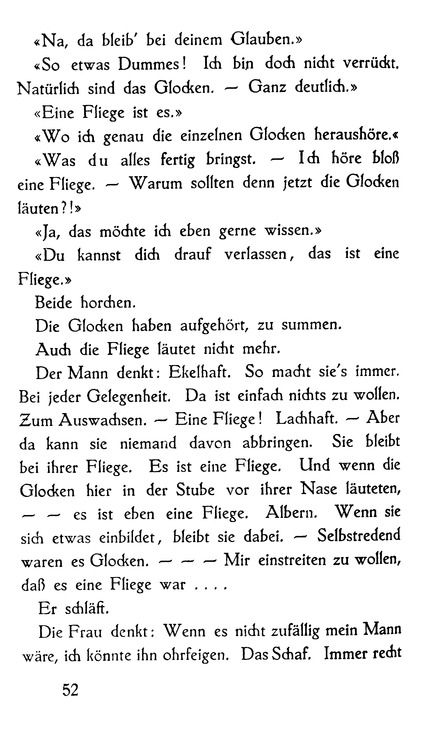 «Na, da bleib' bei deinem Glauben.»
«So etwas Dummes! Ich bin doch nicht verrückt.
Natürlich sind das Glocken. — Ganz deutlich.»
«Eine Fliege ist es.»
«Wo ich genau die einzelnen Glocken heraushöre.«
«Was du alles fertig bringst. — Ich höre bloß
eine Fliege. — Warum sollten denn jetzt die Glocken
läuten?!»
«Ja, das möchte ich eben gerne wissen.»
«Du kannst dich drauf verlassen, das ist eine
Fliege.»
Beide horchen.
Die Glocken haben aufgehört, zu summen.
Auch die Fliege läutet nicht mehr.
Der Mann denkt: Ekelhaft. So macht sie's immer.
Bei jeder Gelegenheit. Da ist einfach nichts zu wollen.
Zum Auswachsen. — Eine Fliege! Lachhaft. — Aber
da kann sie niemand davon abbringen. Sie bleibt
bei ihrer Fliege. Es ist eine Fliege. Und wenn die
Glocken hier in der Stube vor ihrer Nase läuteten,
— — es ist eben eine Fliege. Albern. Wenn sie
sich etwas einbildet, bleibt sie dabei. — Selbstredend
waren es Glocken. — — — Mir einstreiten zu wollen,
daß es eine Fliege war . . . .
Er schläft.
Die Frau denkt: Wenn es nicht zufällig mein Mann
wäre, ich könnte ihn ohrfeigen. Das Schaf. Immer recht
52